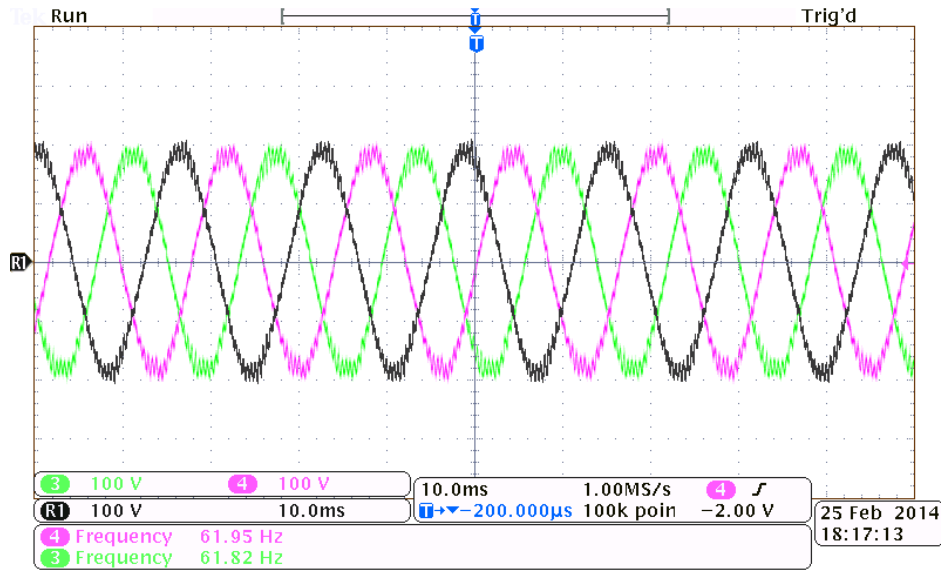 Tek Run Trig'd
T
T
R1
3 100 V 4 100 V
R1 100 V 10.0ms
10.0ms 1.00MS/s 4
T→▼-200.000µs 100k poin -2.00 V
4 Frequency 61.95 Hz
3 Frequency 61.82 Hz
25 Feb 2014
18:17:13